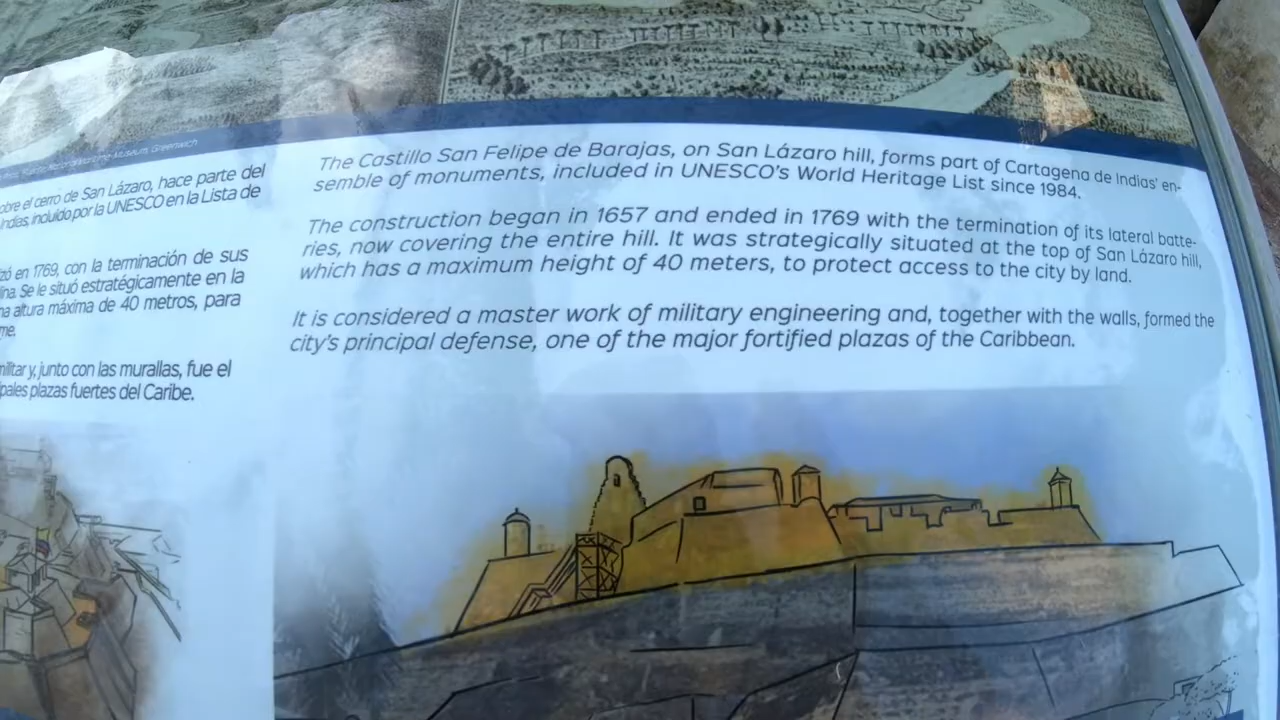 Museum, Greenwich
obre el cerro de San Lázaro, hace parte del
Indias, incluido por la UNESCO en la Lista de
zó en 1769, con la terminación de sus
lina. Se le situó estratégicamente en la
na altura máxima de 40 metros, para
me.
militar y, junto con las murallas, fue el
pales plazas fuertes del Caribe.
The Castillo San Felipe de Barajas, on San Lázaro hill, forms part of Cartagena de Indias' en-
semble of monuments, included in UNESCO's World Heritage List since 1984.
The construction began in 1657 and ended in 1769 with the termination of its lateral batte-
ries, now covering the entire hill. It was strategically situated at the top of San Lázaro hill,
which has a maximum height of 40 meters, to protect access to the city by land.
It is considered a master work of military engineering and, together with the walls, formed the
city's principal defense, one of the major fortified plazas of the Caribbean.